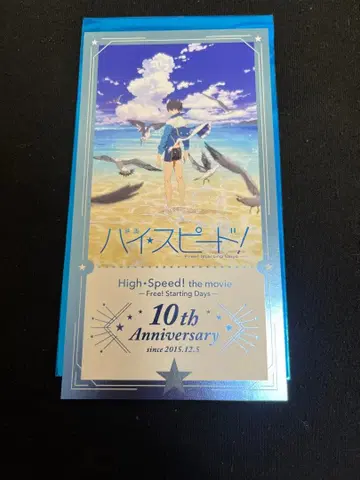 ハイ☆スピード!
Free! Starting Days
High・Speed! the movie
—Free! Starting Days—
10th
Anniversary
since 2015.12.5